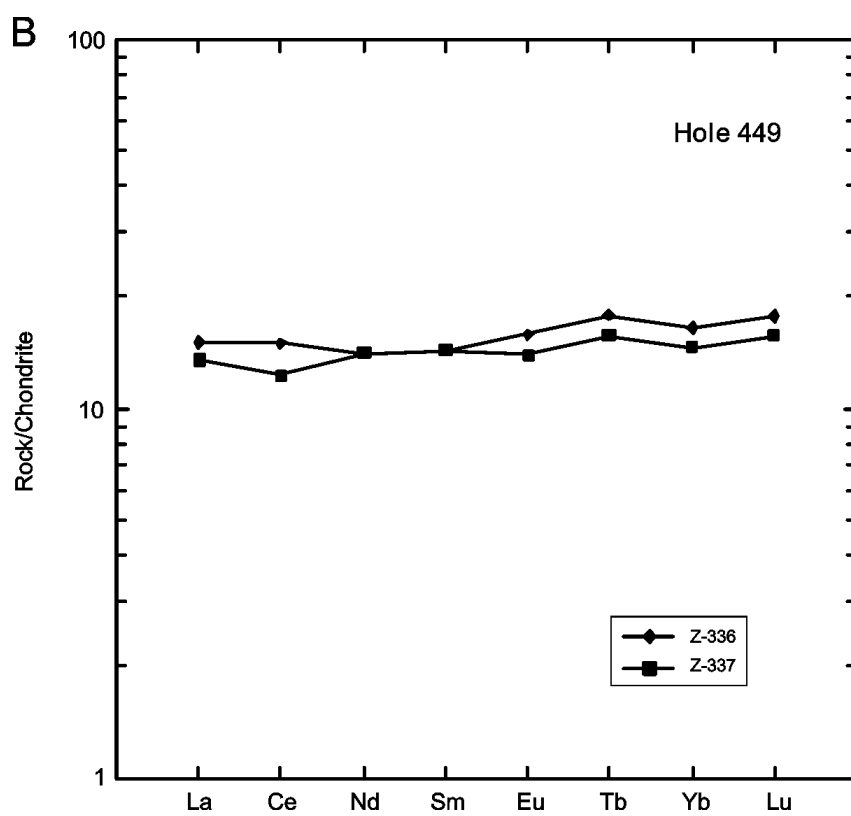 B
100
Hole 449
10
Rock/Chondrite
Z-336
Z-337
1
La Ce Nd Sm Eu Tb Yb Lu